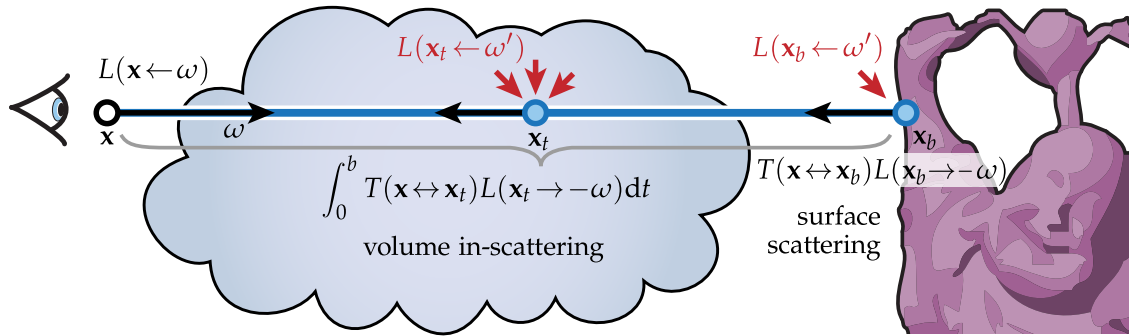 L(x←ω)
L(x_t←ω′)
L(x_b←ω′)
x
ω
x_t
x_b
∫_0^b T(x↔x_t)L(x_t→−ω)dt
T(x↔x_b)L(x_b→−ω)
volume in-scattering
surface
scattering